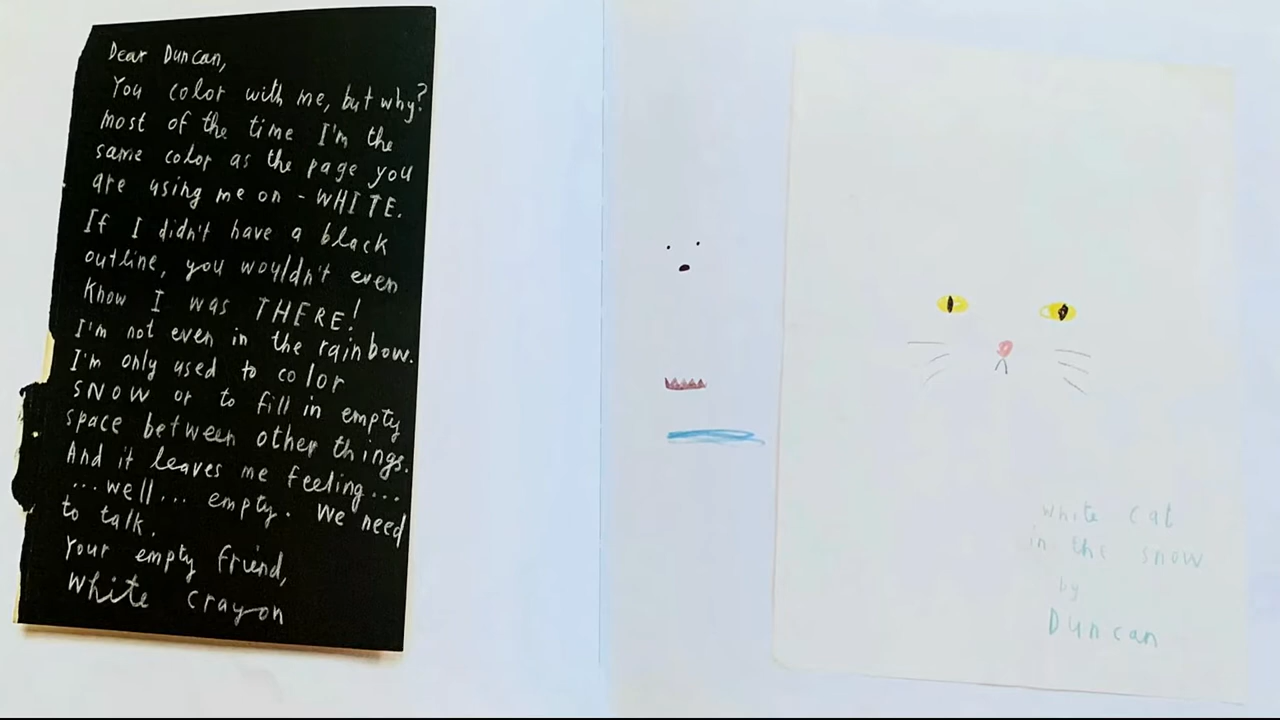 Dear Duncan,
You color with me, but why?
most of the time I'm the
same color as the page you
are using me on - WHITE.
If I didn't have a black
outline, you wouldn't even
know I was THERE!
I'm not even in the rainbow.
I'm only used to color
SNOW or to fill in empty
space between other things.
And it leaves me feeling...
...well... empty. We need
to talk.
Your empty friend,
White Crayon
white cat
in the snow
by
Duncan